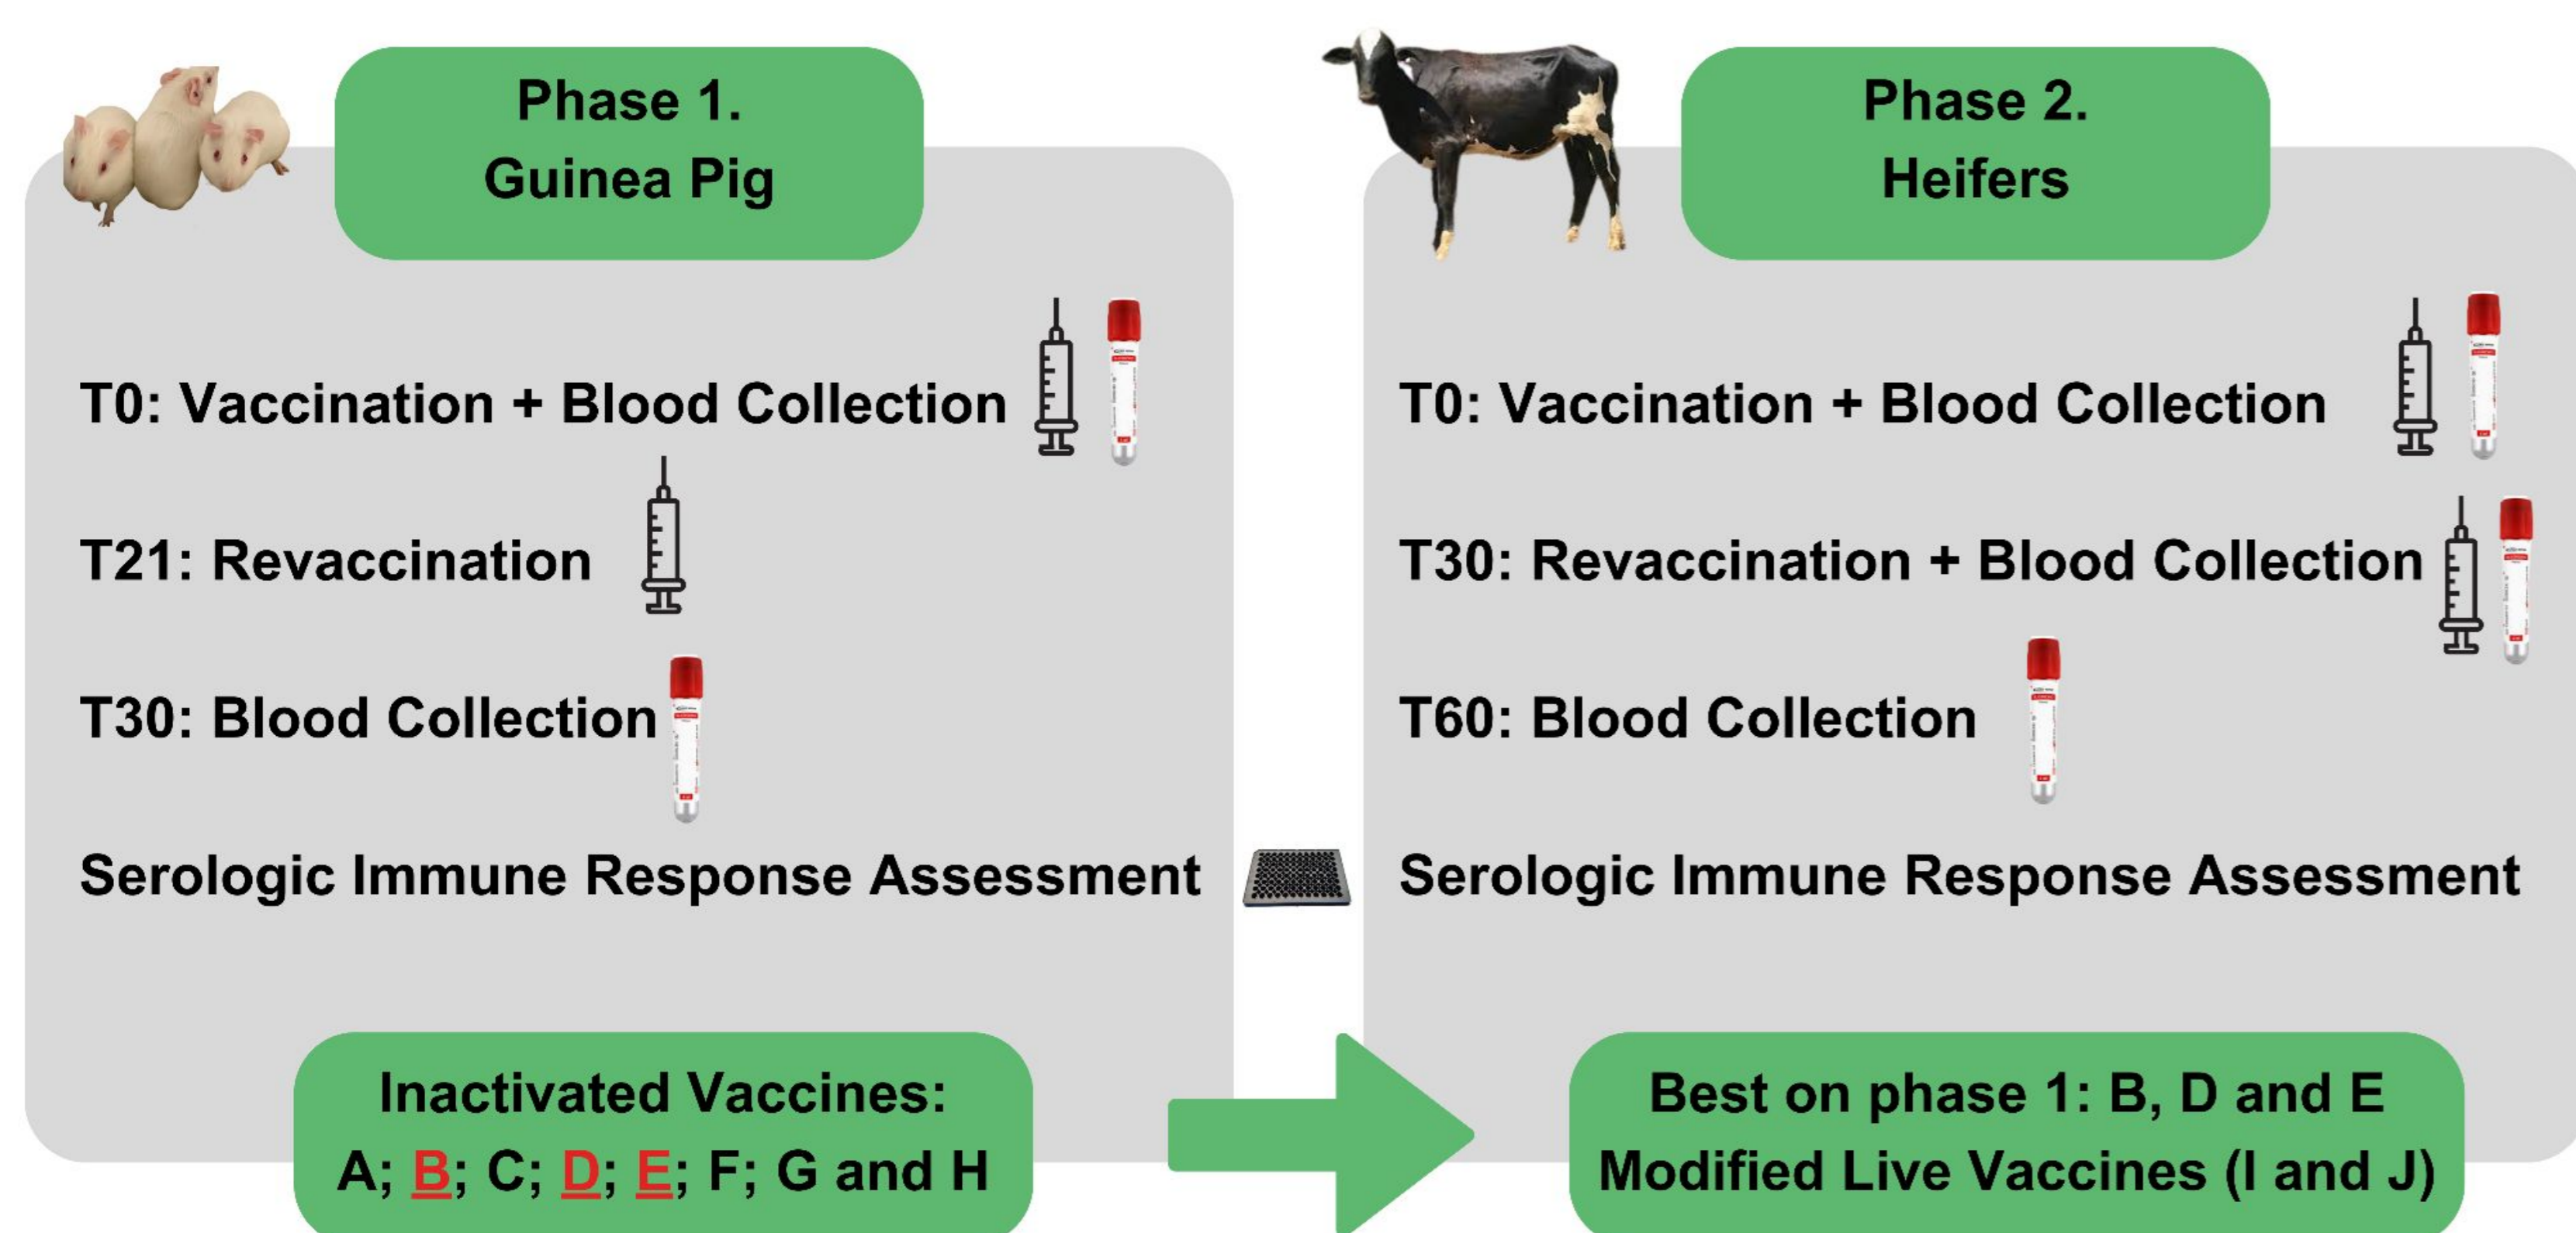 Phase 1.
Guinea Pig
T0: Vaccination + Blood Collection
T21: Revaccination
T30: Blood Collection
Serologic Immune Response Assessment
Inactivated Vaccines:
A; B; C; D; E; F; G and H
Phase 2.
Heifers
T0: Vaccination + Blood Collection
T30: Revaccination + Blood Collection
T60: Blood Collection
Serologic Immune Response Assessment
Best on phase 1: B, D and E
Modified Live Vaccines (I and J)